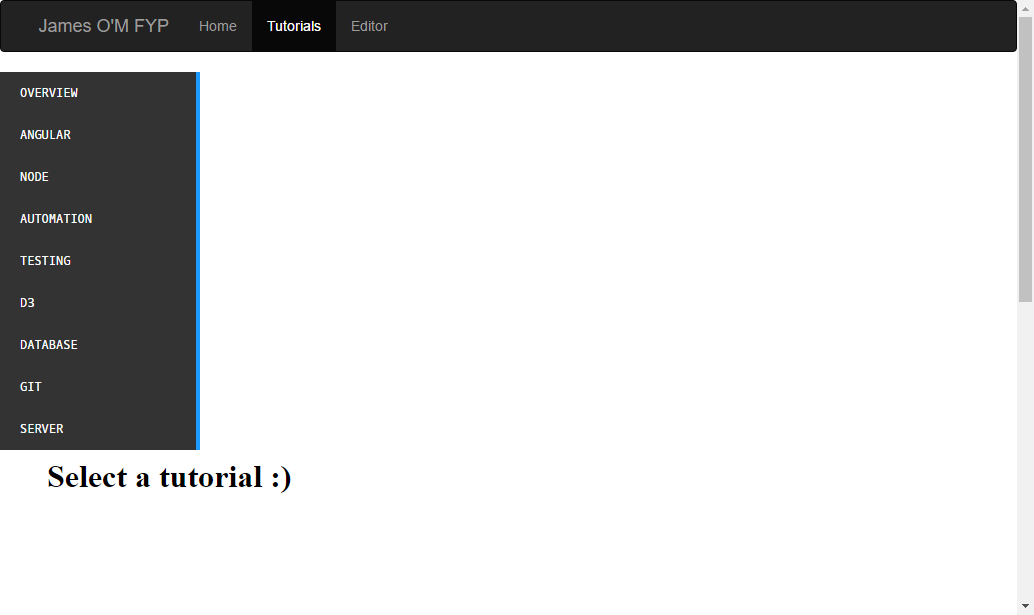 James O'M FYP Home Tutorials Editor
OVERVIEW
ANGULAR
NODE
AUTOMATION
TESTING
D3
DATABASE
GIT
SERVER
Select a tutorial :)